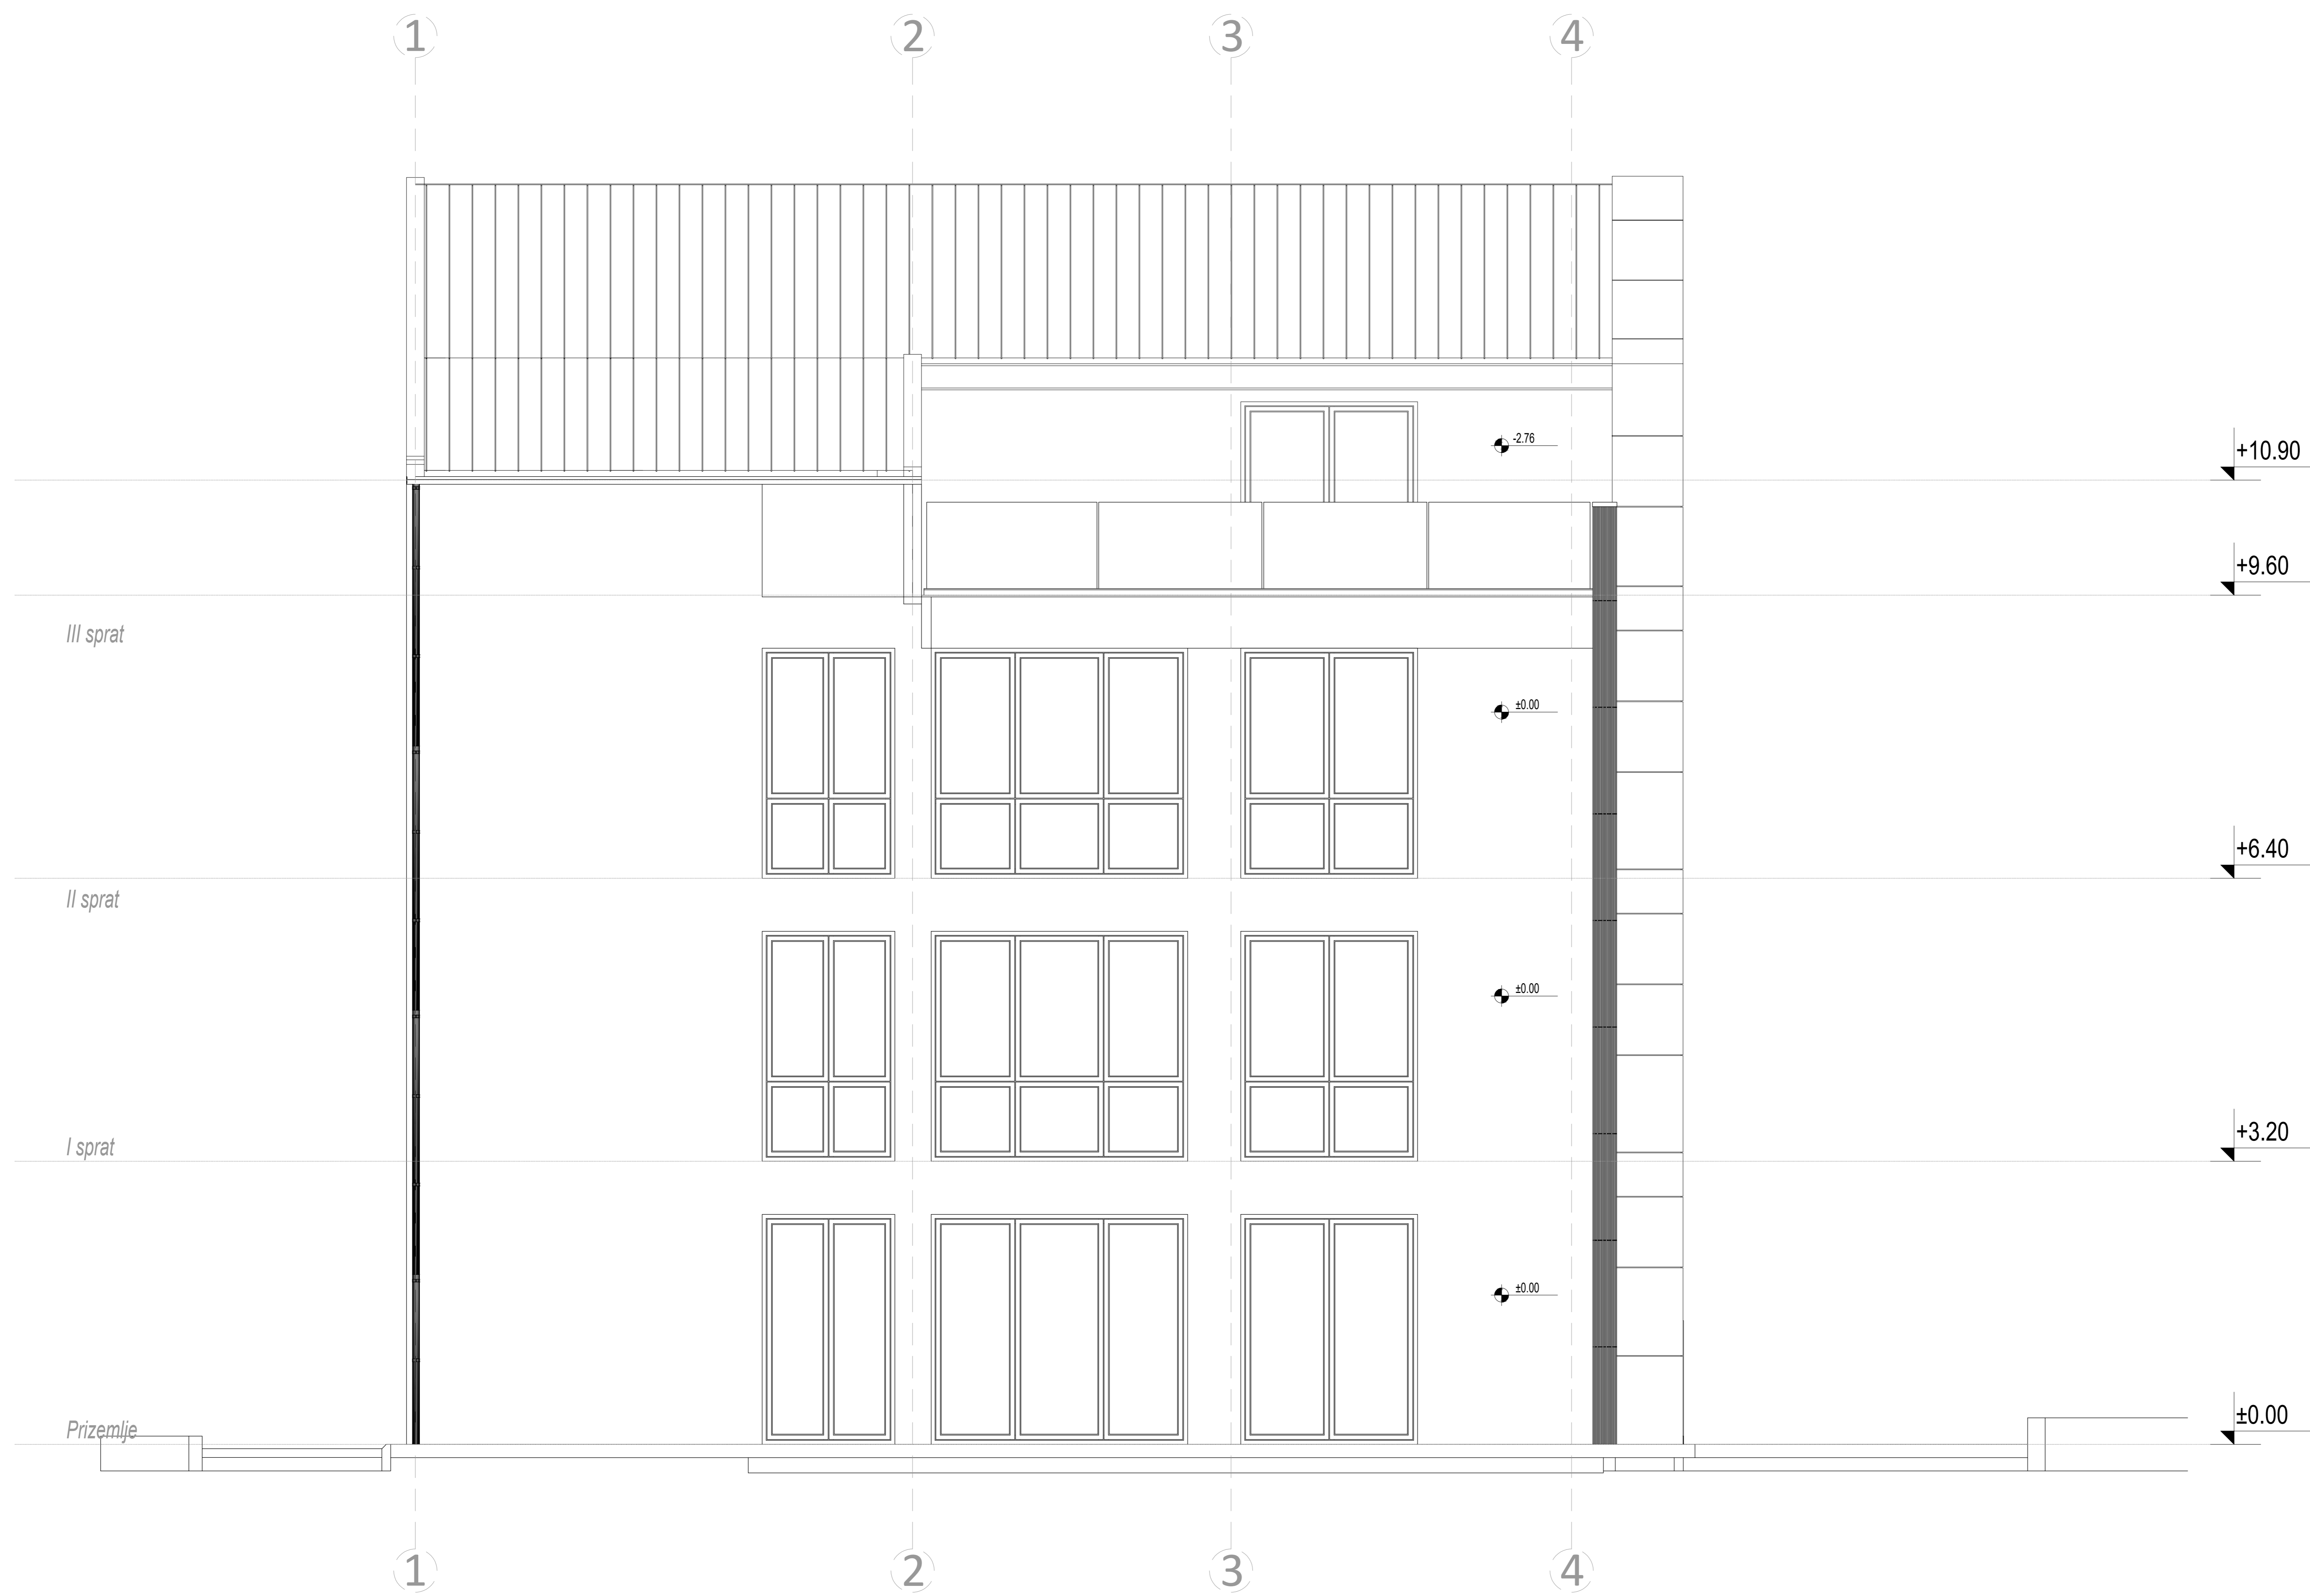 1 2 3 4
-2.76
+10.90
+9.60
III sprat
±0.00
+6.40
II sprat
±0.00
+3.20
I sprat
±0.00
±0.00
Prizemlje
1 2 3 4